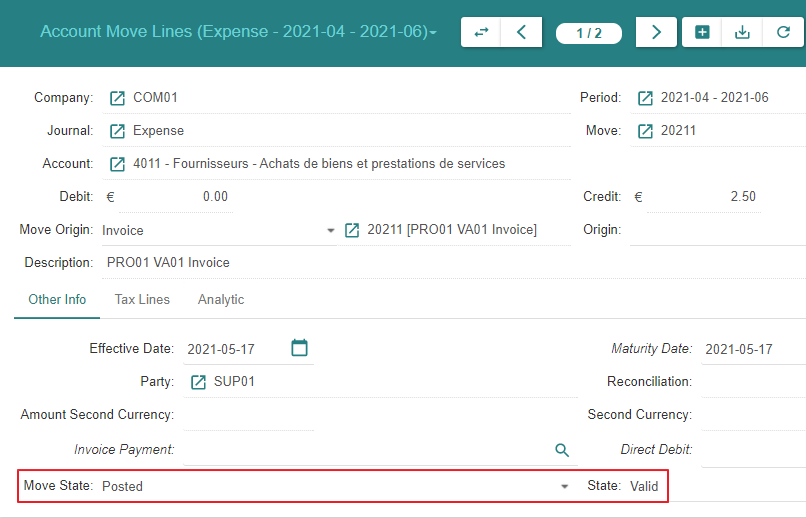 Account Move Lines (Expense - 2021-04 - 2021-06)
1 / 2
Company: COM01 Period: 2021-04 - 2021-06
Journal: Expense Move: 20211
Account: 4011 - Fournisseurs - Achats de biens et prestations de services
Debit: € 0.00 Credit: € 2.50
Move Origin: Invoice 20211 [PRO01 VA01 Invoice] Origin:
Description: PRO01 VA01 Invoice
Other Info Tax Lines Analytic
Effective Date: 2021-05-17 Maturity Date: 2021-05-17
Party: SUP01 Reconciliation:
Amount Second Currency: Second Currency:
Invoice Payment: Direct Debit:
Move State: Posted State: Valid